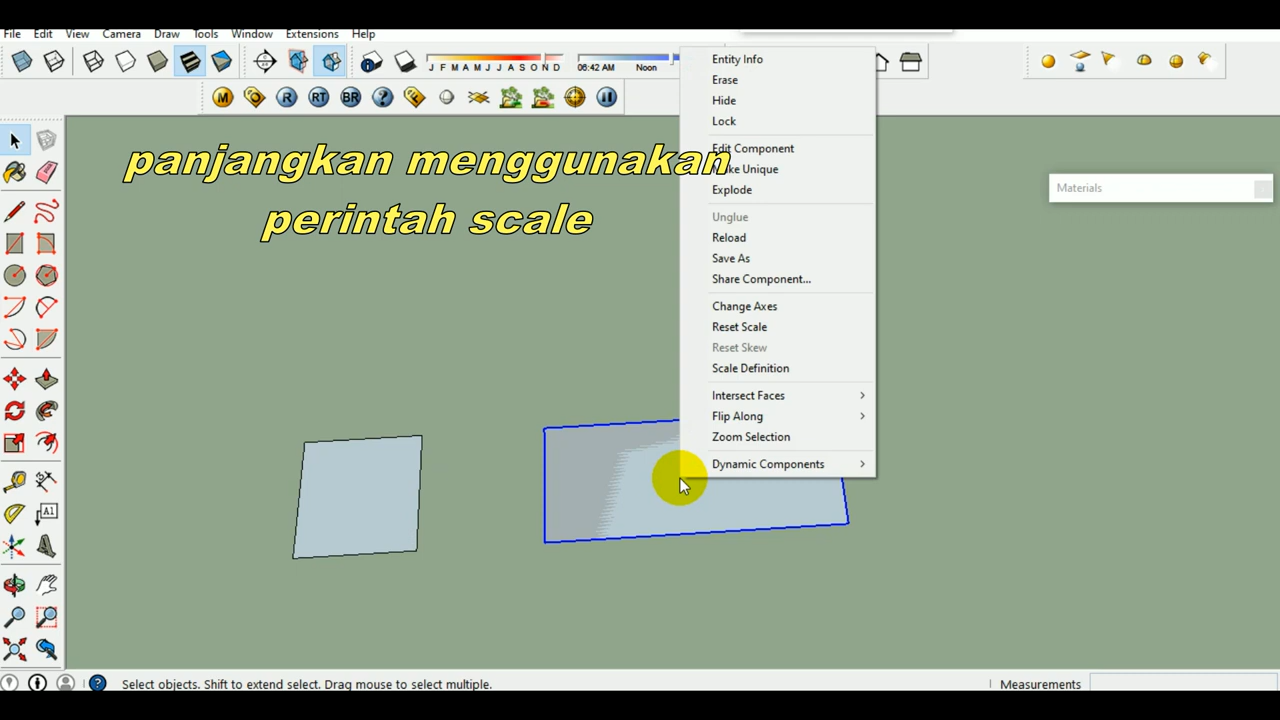 File Edit View Camera Draw Tools Window Extensions Help
J F M A M J J A S O N D 06:42 AM Noon
M R RT BR ?
panjangkan menggunakan
perintah scale
Entity Info
Erase
Hide
Lock
Edit Component
Unique
Explode
Unglue
Reload
Save As
Share Component...
Change Axes
Reset Scale
Reset Skew
Scale Definition
Intersect Faces
Flip Along
Zoom Selection
Dynamic Components
Materials
A1
Select objects. Shift to extend select. Drag mouse to select multiple.
Measurements